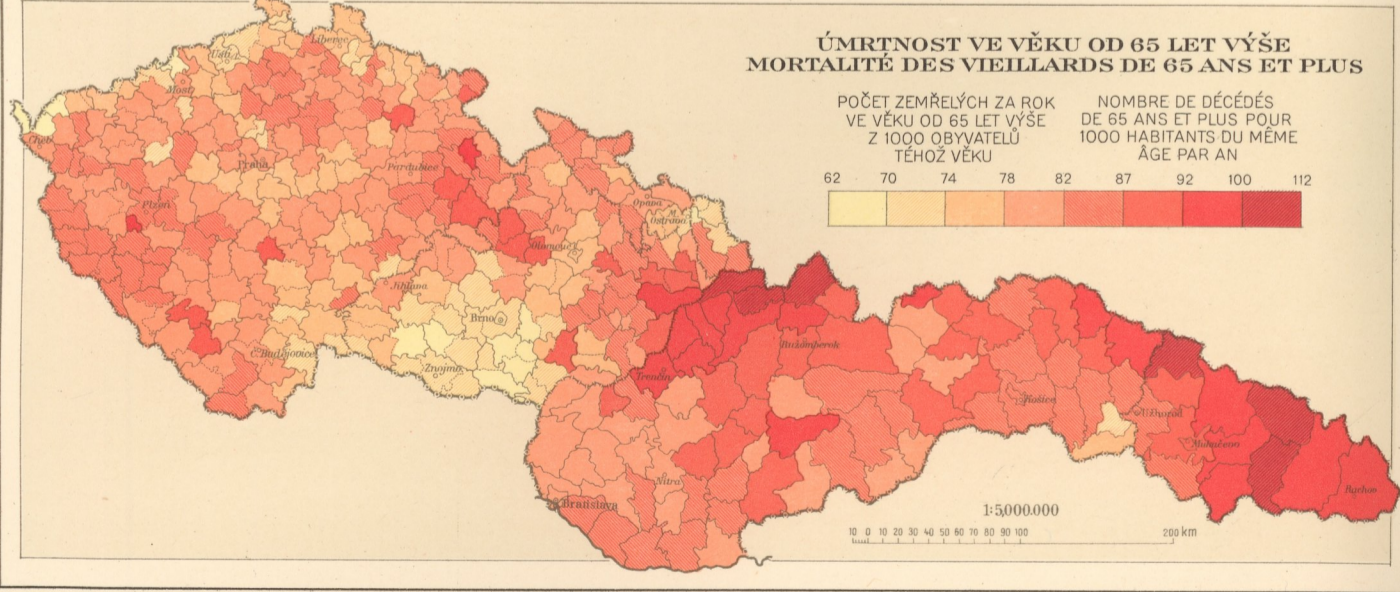 ÚMRTNOST VE VĚKU OD 65 LET VÝŠE
MORTALITÉ DES VIEILLARDS DE 65 ANS ET PLUS
POČET ZEMŘELÝCH ZA ROK
VE VĚKU OD 65 LET VÝŠE
Z 1000 OBYVATELŮ
TÉHOŽ VĚKU
NOMBRE DE DÉCÉDÉS
DE 65 ANS ET PLUS POUR
1000 HABITANTS DU MÊME
ÂGE PAR AN
62 70 74 78 82 87 92 100 112
Liberec
Ústí
Most
Cheb
Praha
Pardubice
Plzeň
Opava
M.
Ostrava
Olomouc
Jihlava
Brno
Č. Budějovice
Znojmo
Trenčín
Ružomberok
Košice
Užhorod
Mukačevo
Nitra
Rachov
Bratislava
1:5,000.000
10 0 10 20 30 40 50 60 70 80 90 100 200 km